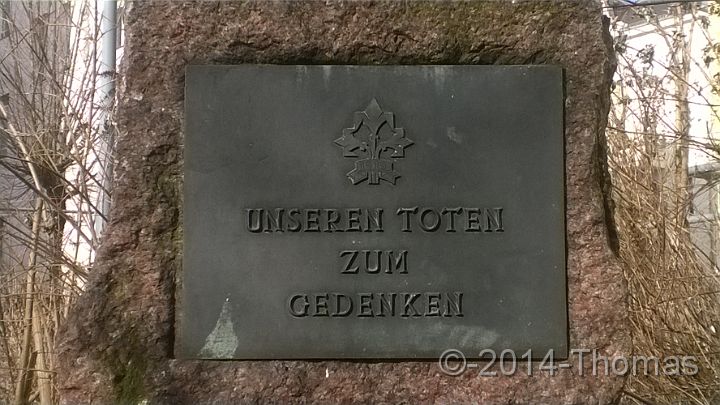 UNSEREN TOTEN
ZUM
GEDENKEN
©-2014-Thomas